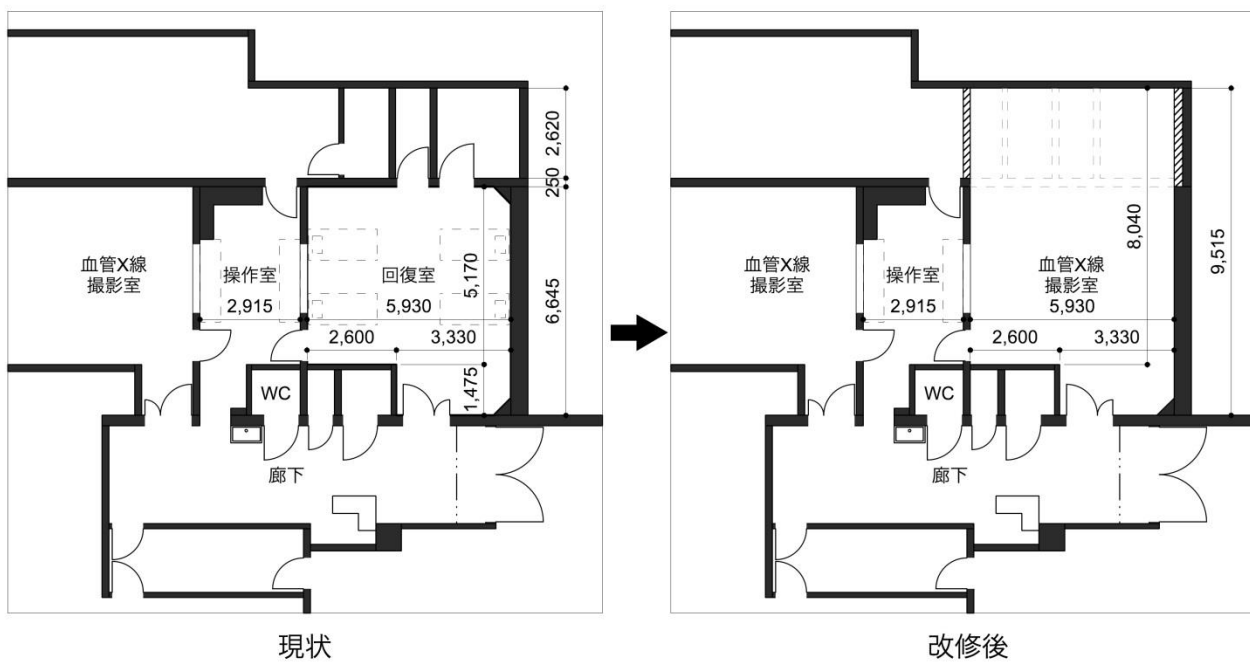 血管X線
撮影室
操作室
2,915
回復室
5,930
2,600
3,330
5,170
1,475
2,620
250
6,645
WC
廊下
現状
血管X線
撮影室
操作室
2,915
血管X線
撮影室
5,930
2,600
3,330
8,040
9,515
WC
廊下
改修後